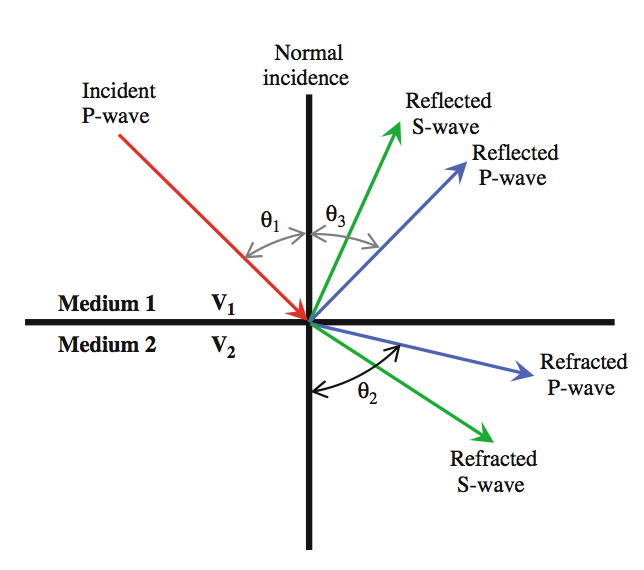 Normal
incidence
Incident
P-wave
Reflected
S-wave
Reflected
P-wave
θ1
θ3
Medium 1 V1
Medium 2 V2
Refracted
P-wave
θ2
Refracted
S-wave